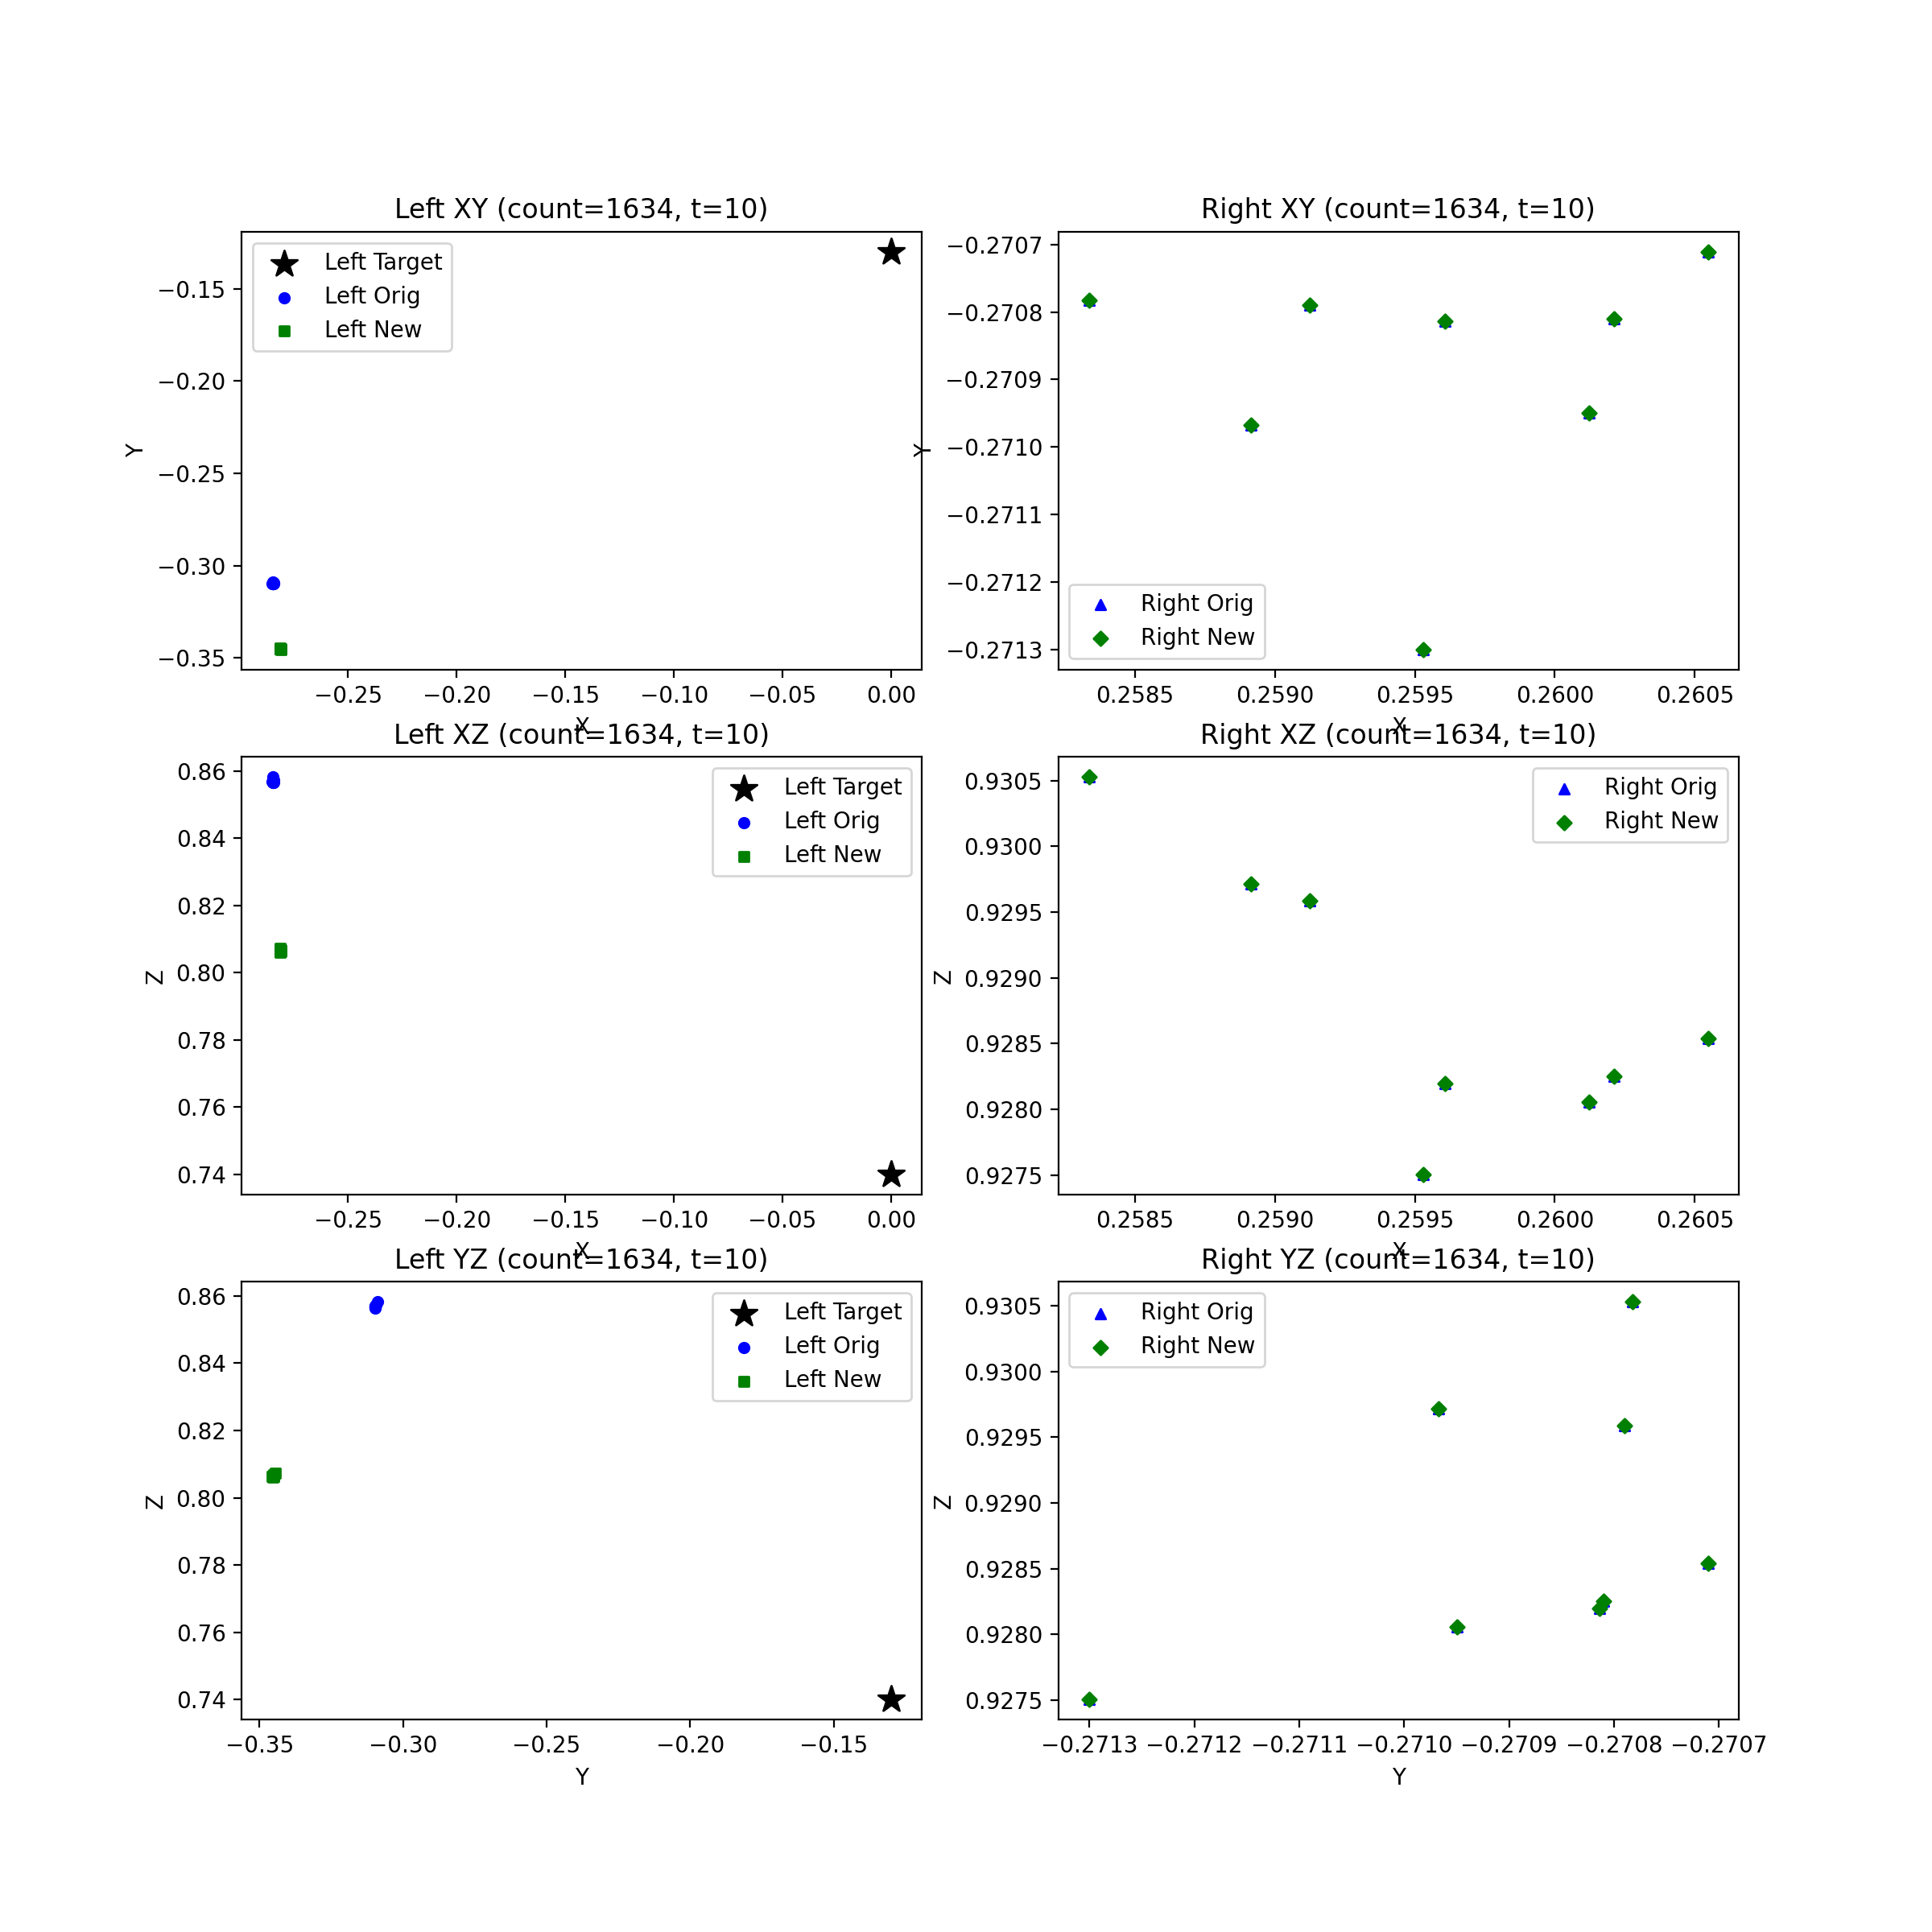 Left XY (count=1634, t=10)
Left Target
Left Orig
Left New
−0.15
−0.20
−0.25
−0.30
−0.35
Y
−0.25 −0.20 −0.15 −0.10 −0.05 0.00
X
Right XY (count=1634, t=10)
−0.2707
−0.2708
−0.2709
−0.2710
−0.2711
−0.2712
−0.2713
Y
Right Orig
Right New
0.2585 0.2590 0.2595 0.2600 0.2605
X
Left XZ (count=1634, t=10)
Left Target
Left Orig
Left New
0.86
0.84
0.82
0.80
0.78
0.76
0.74
Z
−0.25 −0.20 −0.15 −0.10 −0.05 0.00
X
Right XZ (count=1634, t=10)
Right Orig
Right New
0.9305
0.9300
0.9295
0.9290
0.9285
0.9280
0.9275
Z
0.2585 0.2590 0.2595 0.2600 0.2605
X
Left YZ (count=1634, t=10)
Left Target
Left Orig
Left New
0.86
0.84
0.82
0.80
0.78
0.76
0.74
Z
−0.35 −0.30 −0.25 −0.20 −0.15
Y
Right YZ (count=1634, t=10)
Right Orig
Right New
0.9305
0.9300
0.9295
0.9290
0.9285
0.9280
0.9275
Z
−0.2713 −0.2712 −0.2711 −0.2710 −0.2709 −0.2708 −0.2707
Y